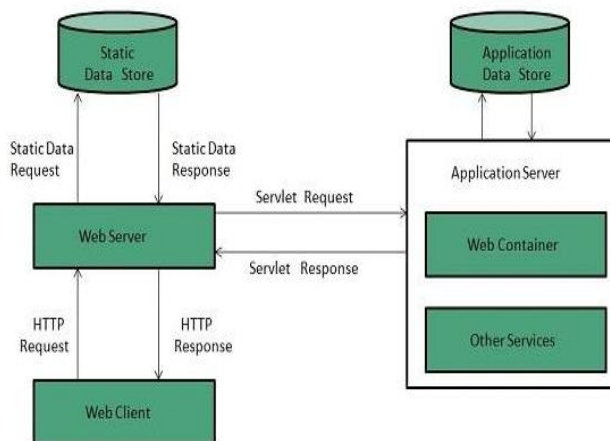 Static
Data Store
Application
Data Store
Static Data
Request
Static Data
Response
Servlet Request
Application Server
Web Server
Web Container
Servlet Response
HTTP
Request
HTTP
Response
Other Services
Web Client